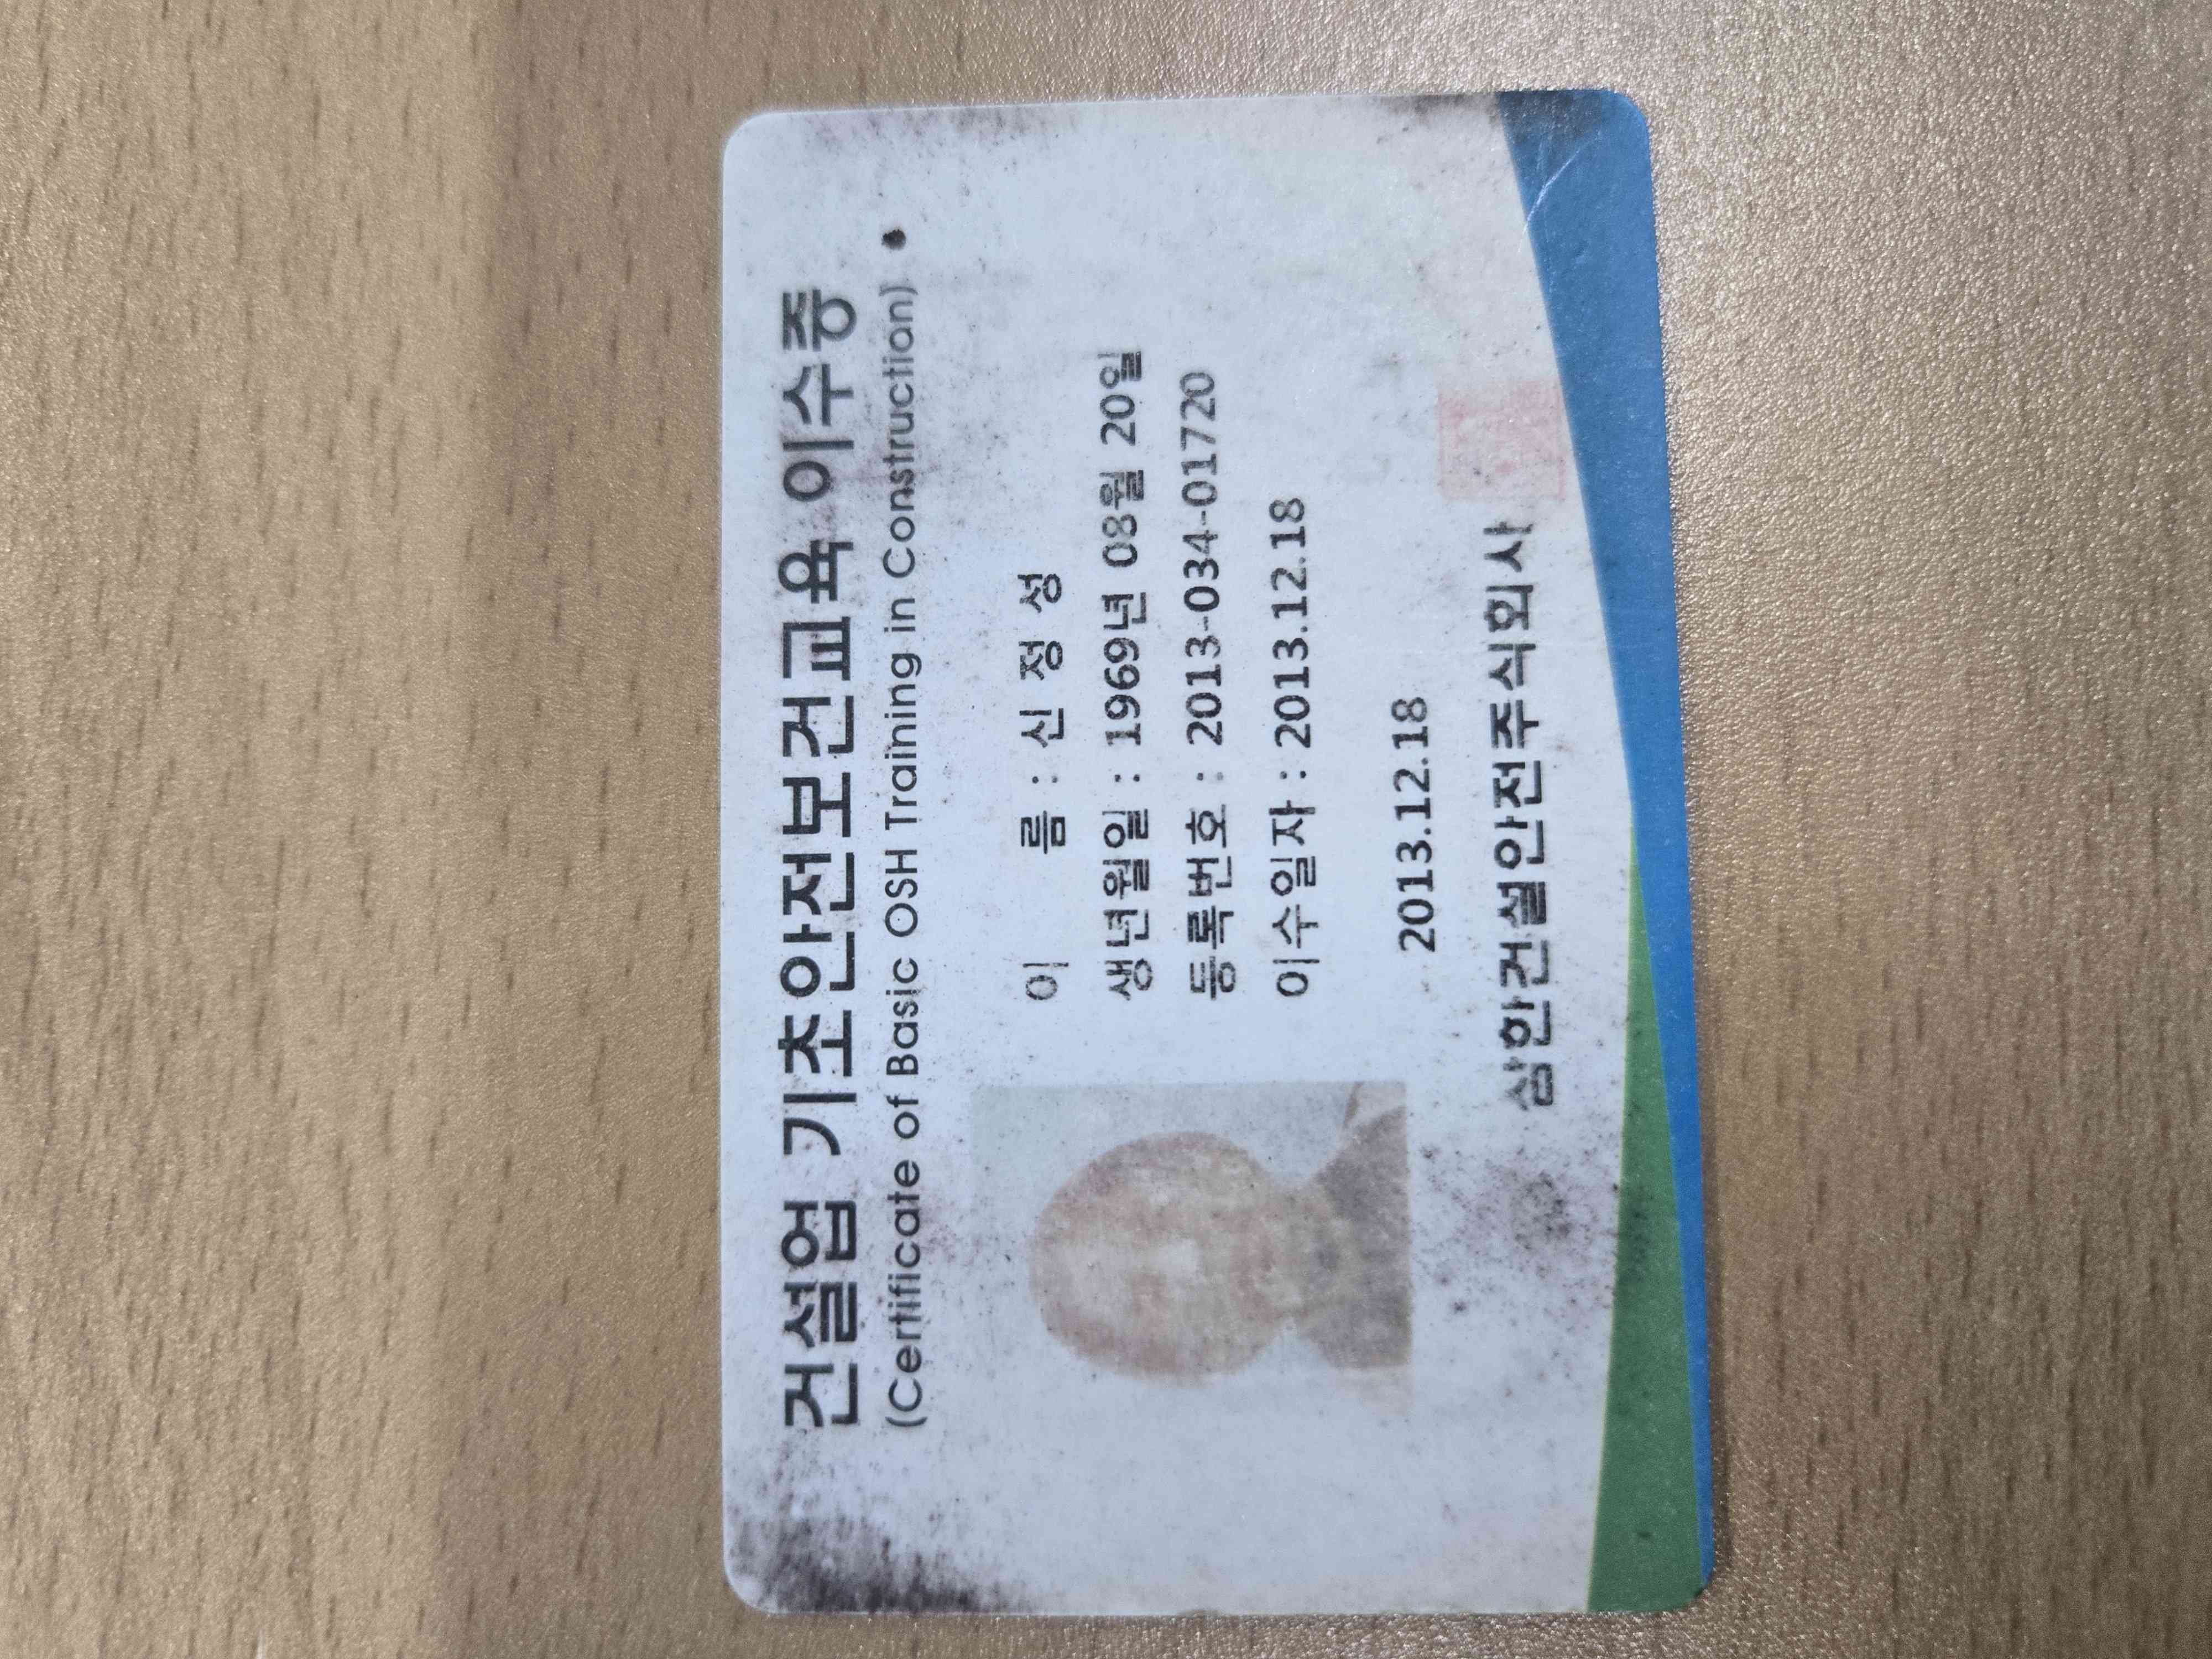 건설업 기초안전보건교육 이수증
(Certificate of Basic OSH Training in Construction)
이 름 : 신 정 성
생년월일 : 1969년 08월 20일
등록번호 : 2013-034-01720
이수일자 : 2013.12.18
2013.12.18
삼한건설안전주식회사